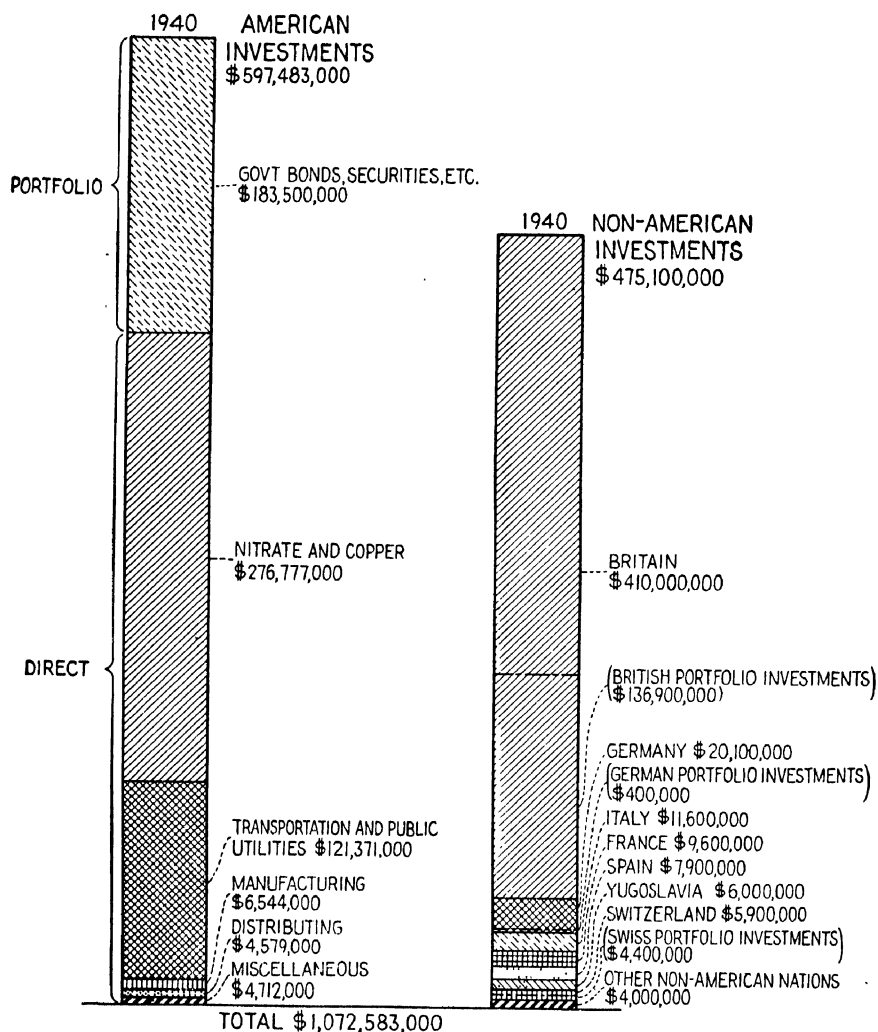 1940
AMERICAN
INVESTMENTS
$597,483,000
PORTFOLIO
GOVT BONDS, SECURITIES, ETC.
$183,500,000
DIRECT
NITRATE AND COPPER
$276,777,000
TRANSPORTATION AND PUBLIC
UTILITIES $121,371,000
MANUFACTURING
$6,544,000
DISTRIBUTING
$4,579,000
MISCELLANEOUS
$4,712,000
1940
NON-AMERICAN
INVESTMENTS
$475,100,000
BRITAIN
$410,000,000
(BRITISH PORTFOLIO INVESTMENTS)
$136,900,000)
GERMANY $20,100,000
(GERMAN PORTFOLIO INVESTMENTS)
$400,000
ITALY $11,600,000
FRANCE $9,600,000
SPAIN $7,900,000
YUGOSLAVIA $6,000,000
SWITZERLAND $5,900,000
(SWISS PORTFOLIO INVESTMENTS)
$4,400,000
OTHER NON-AMERICAN NATIONS
$4,000,000
TOTAL $1,072,583,000